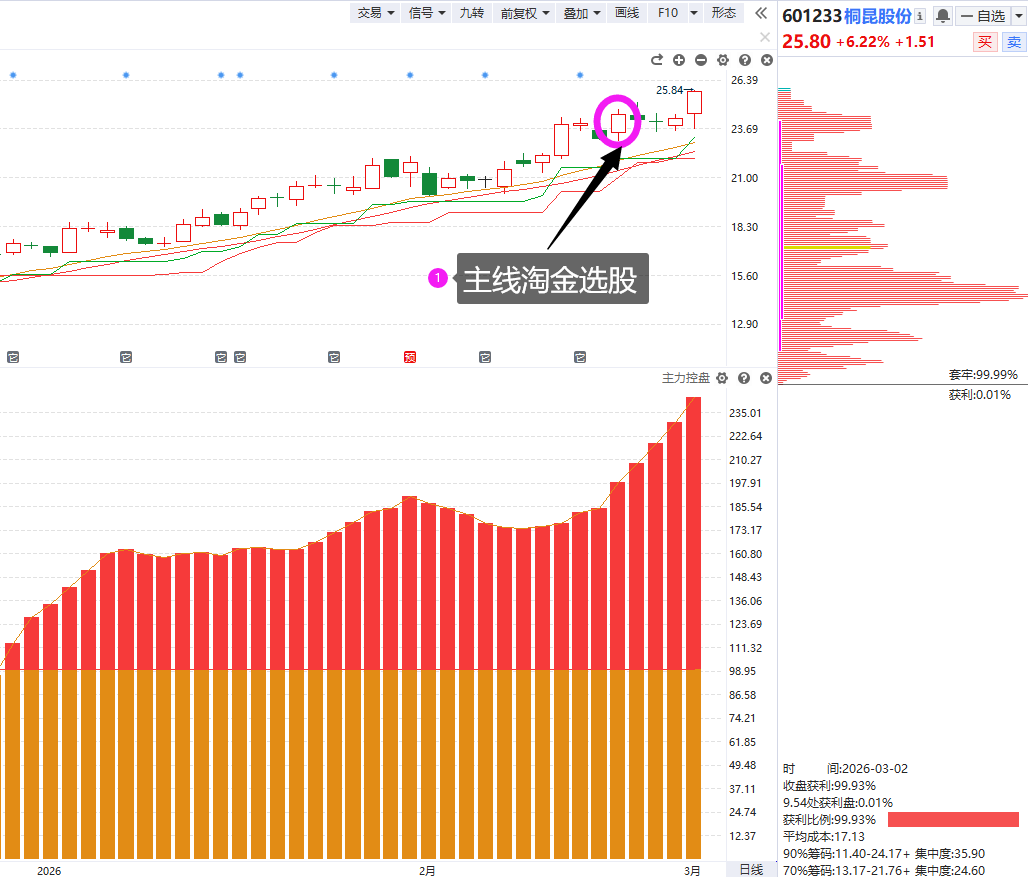 交易 信号 九转 前复权 叠加 画线 F10 形态
601233 桐昆股份 自选
25.80 +6.22% +1.51 买 卖
26.39
25.84
23.69
21.00
18.30
15.60
12.90
1 主线淘金选股
预
套牢:99.99%
获利:0.01%
主力控盘
235.01
222.64
210.27
197.91
185.54
173.17
160.80
148.43
136.06
123.69
111.32
98.95
86.58
74.21
61.85
49.48
37.11
24.74
12.37
时 间:2026-03-02
收盘获利:99.93%
9.54处获利盘:0.01%
获利比例:99.93%
平均成本:17.13
90%筹码:11.40-24.17+ 集中度:35.90
70%筹码:13.17-21.76+ 集中度:24.60
2026 2月 3月 日线